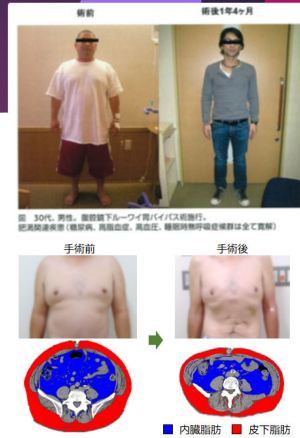 術前
術後1年4ヶ月
図 30代、男性。腹腔鏡下ルーワイ胃バイパス術施行。
肥満関連疾患（糖尿病、高脂血症、高血圧、睡眠時無呼吸症候群は全て寛解）
手術前
手術後
内臓脂肪
皮下脂肪